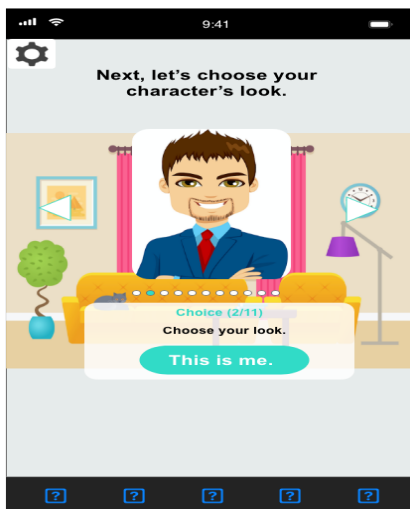 9:41
Next, let's choose your
character's look.
Choice (2/11)
Choose your look.
This is me.
? ? ? ? ?